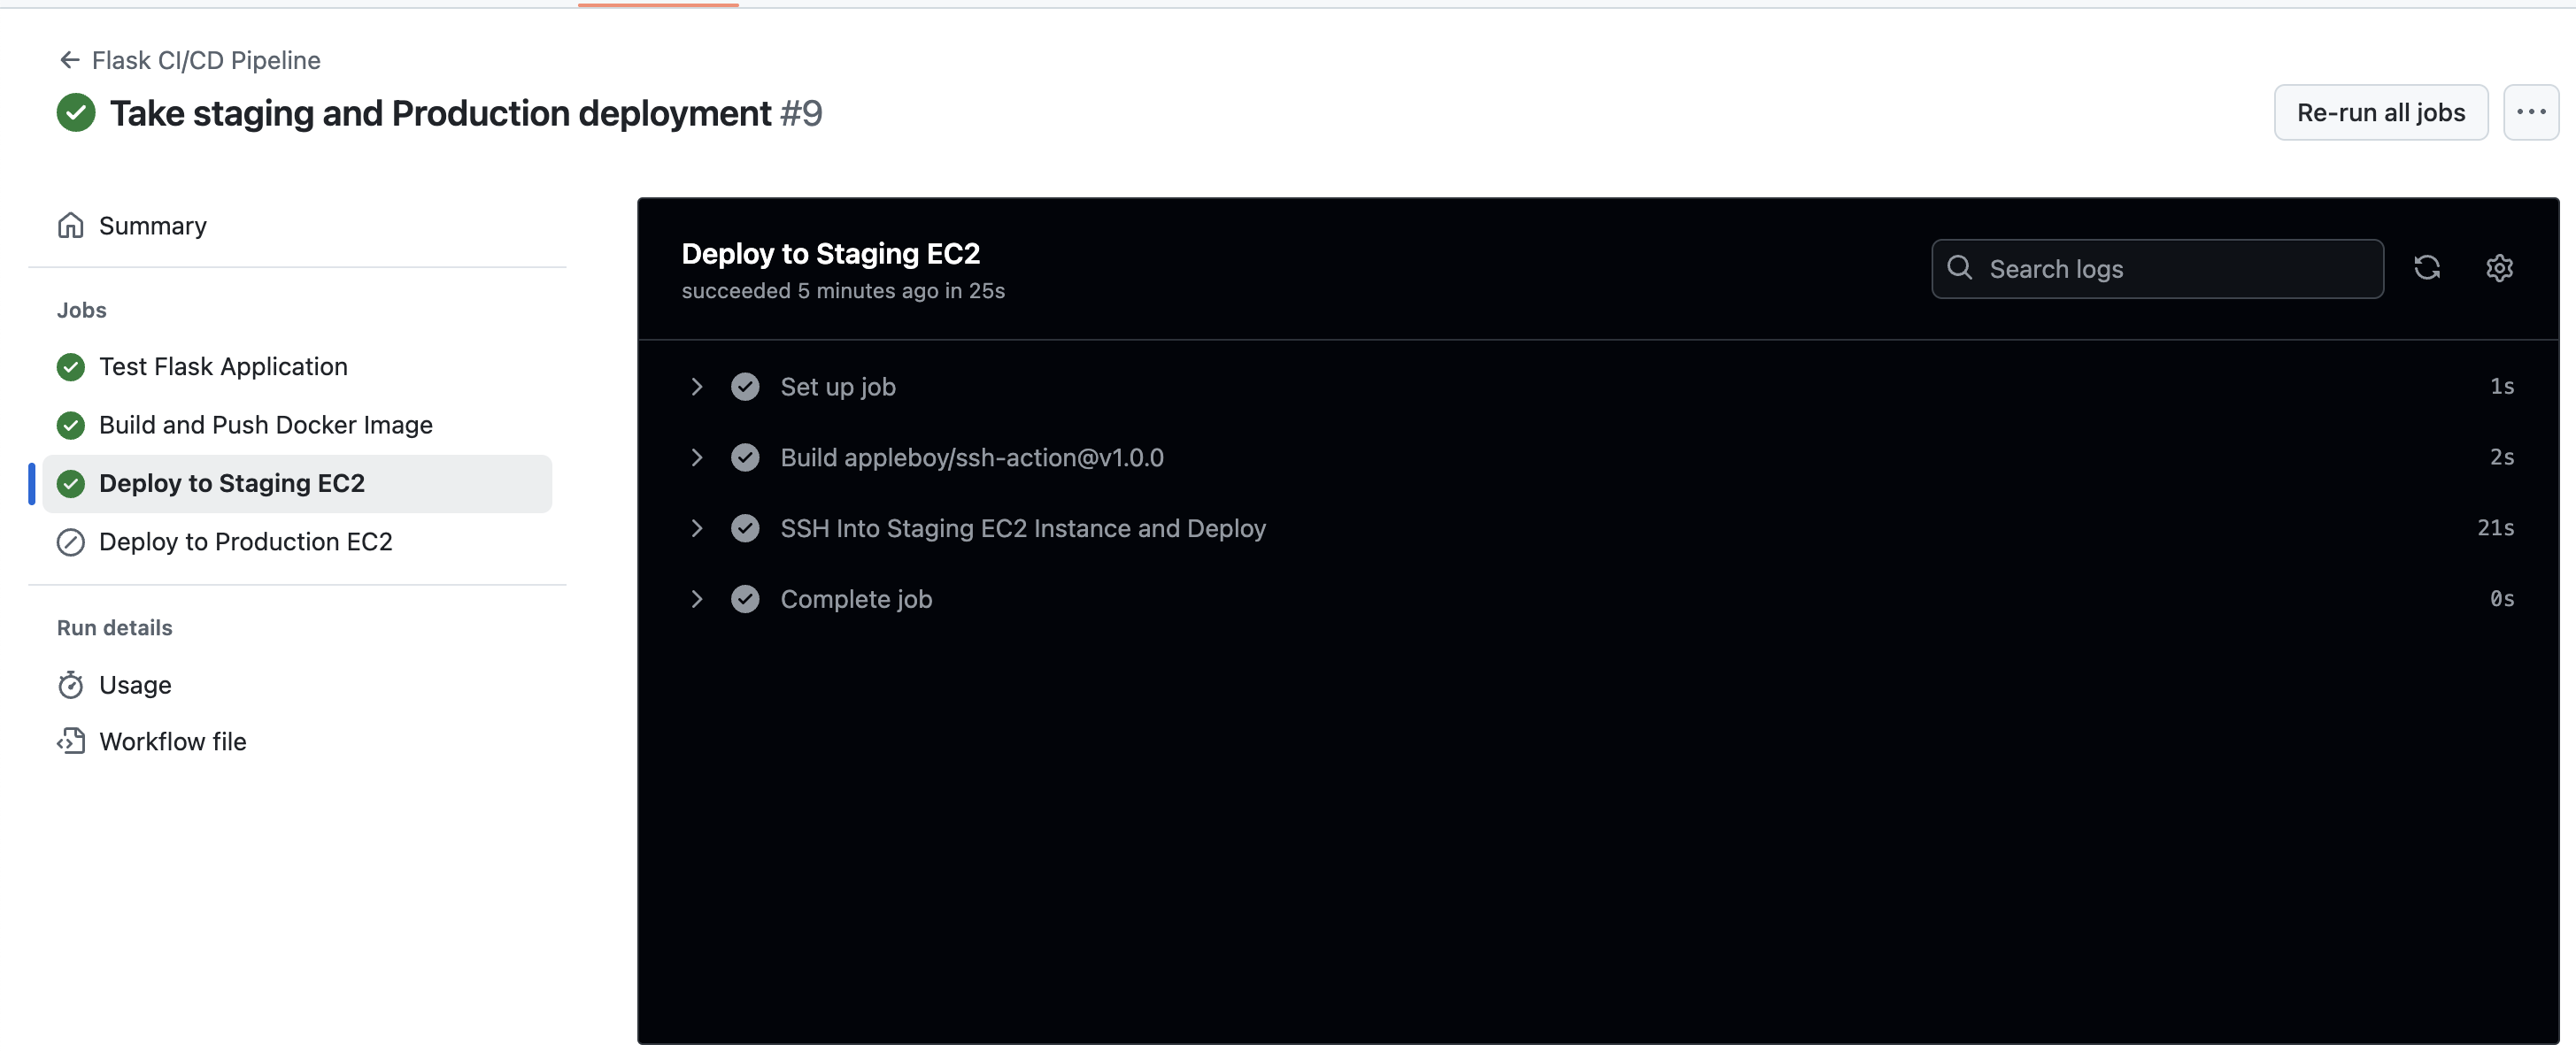 Flask CI/CD Pipeline
Take staging and Production deployment #9
Re-run all jobs
Summary
Jobs
Test Flask Application
Build and Push Docker Image
Deploy to Staging EC2
Deploy to Production EC2
Run details
Usage
Workflow file
Deploy to Staging EC2
succeeded 5 minutes ago in 25s
Search logs
Set up job 1s
Build appleboy/ssh-action@v1.0.0 2s
SSH Into Staging EC2 Instance and Deploy 21s
Complete job 0s